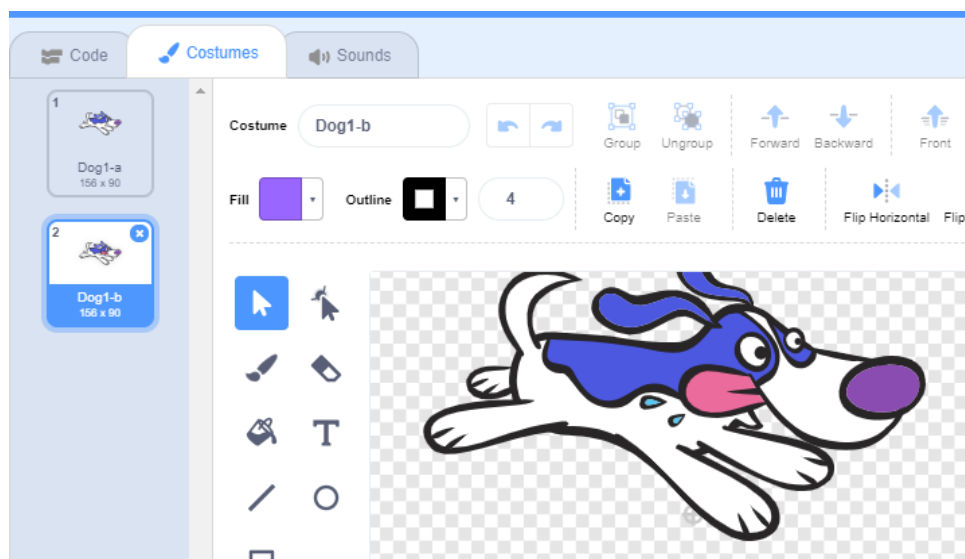 Code
Costumes
Sounds
1
Dog1-a
156 x 90
2
Dog1-b
156 x 90
Costume
Dog1-b
Group
Ungroup
Forward
Backward
Front
Fill
Outline
4
Copy
Paste
Delete
Flip Horizontal
Flip
T